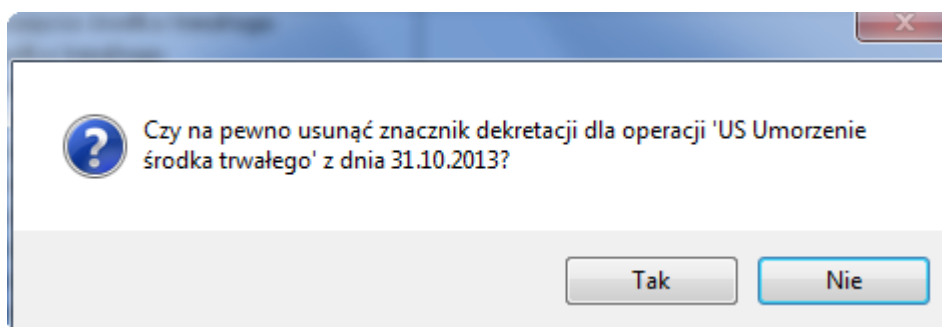 Czy na pewno usunąć znacznik dekretacji dla operacji 'US Umorzenie
środka trwałego' z dnia 31.10.2013?
Tak
Nie